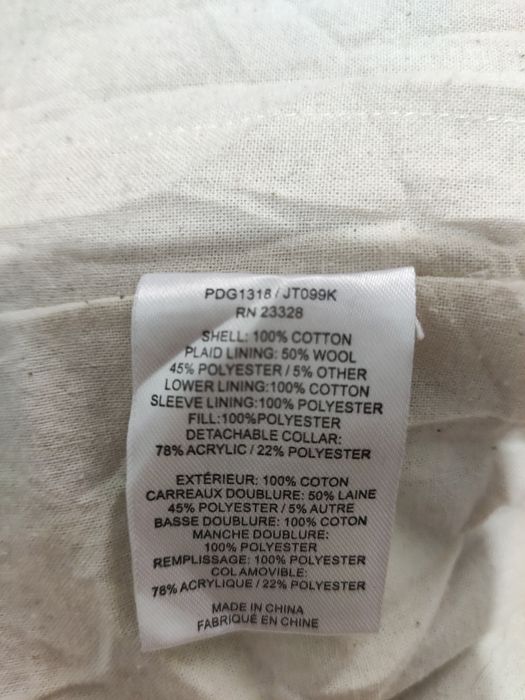 PDG1318/JT099K
RN 23328
SHELL: 100% COTTON
PLAID LINING: 50% WOOL
45% POLYESTER/5% OTHER
LOWER LINING:100% COTTON
SLEEVE LINING:100% POLYESTER
FILL:100%POLYESTER
DETACHABLE COLLAR:
78% ACRYLIC/22% POLYESTER
EXTÉRIEUR: 100% COTON
CARREAUX DOUBLURE: 50% LAINE
45% POLYESTER/5% AUTRE
BASSE DOUBLURE: 100% COTON
MANCHE DOUBLURE:
100% POLYESTER
REMPLISSAGE: 100% POLYESTER
COL AMOVIBLE:
78% ACRYLIQUE/22% POLYESTER
MADE IN CHINA
FABRIQUÉ EN CHINE